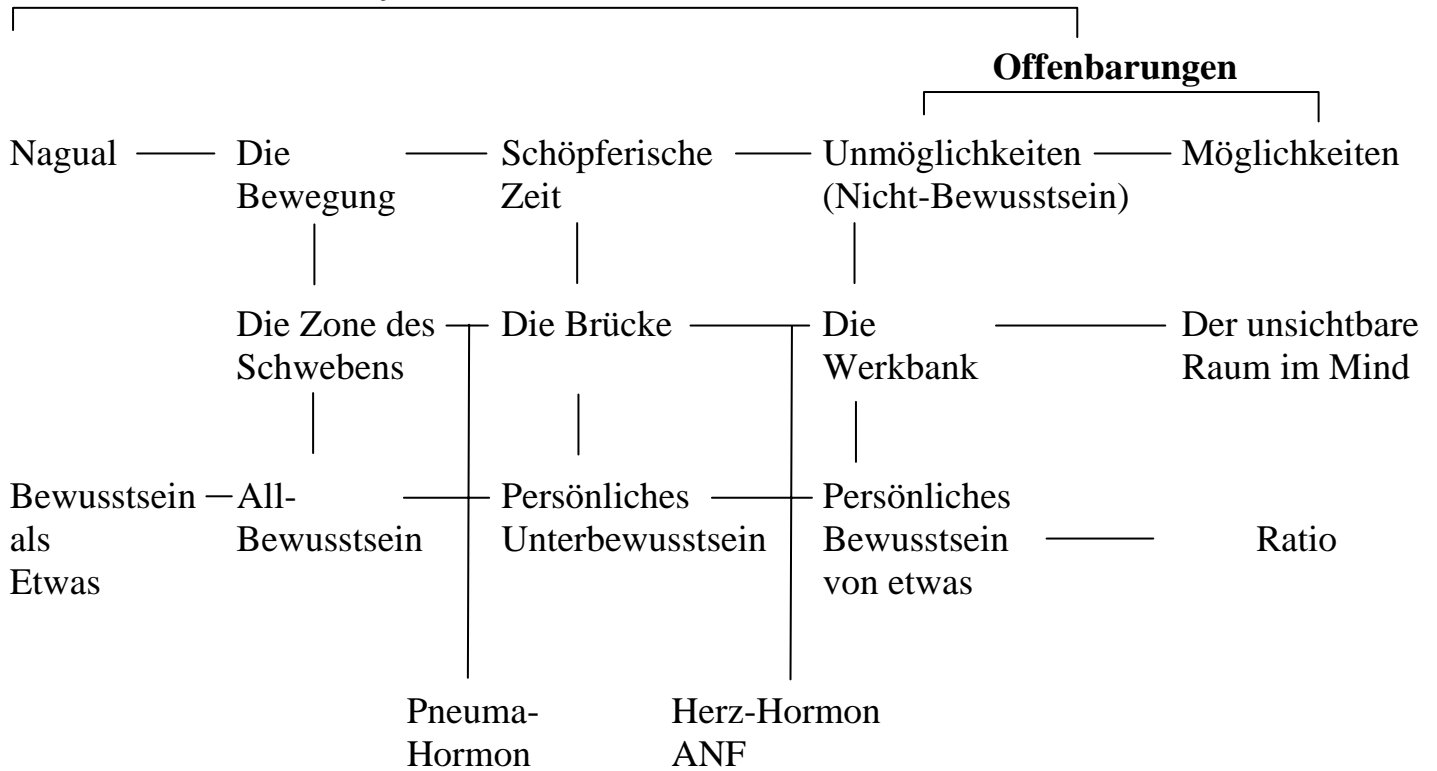 Offenbarungen
Nagual Die Schöpferische Unmöglichkeiten Möglichkeiten
Bewegung Zeit (Nicht-Bewusstsein)
Die Zone des Die Brücke Die Der unsichtbare
Schwebens Werkbank Raum im Mind
Bewusstsein All- Persönliches Persönliches
als Bewusstsein Unterbewusstsein Bewusstsein Ratio
Etwas von etwas
Pneuma- Herz-Hormon
Hormon ANF